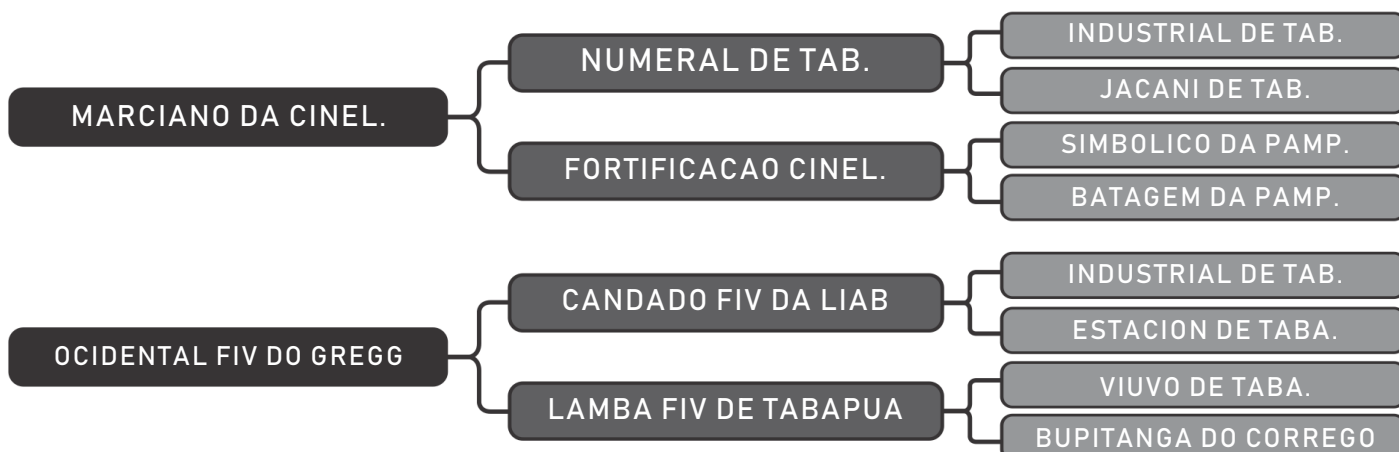 MARCIANO DA CINEL.
NUMERAL DE TAB.
INDUSTRIAL DE TAB.
JACANI DE TAB.
FORTIFICACAO CINEL.
SIMBOLICO DA PAMP.
BATAGEM DA PAMP.
OCIDENTAL FIV DO GREGG
CANDADO FIV DA LIAB
INDUSTRIAL DE TAB.
ESTACION DE TABA.
LAMBA FIV DE TABAPUA
VIUVO DE TABA.
BUPITANGA DO CORREGO